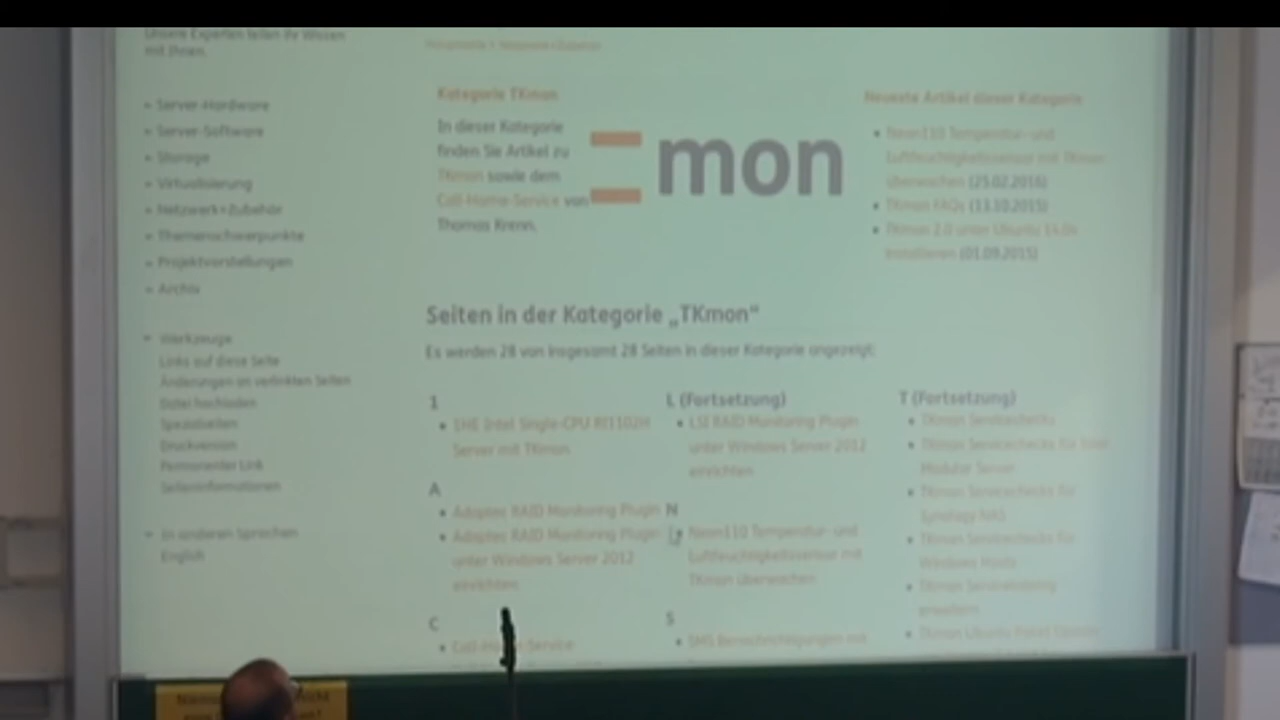 Unsere Experten teilen ihr Wissen
mit Ihnen.
Server-Hardware
Server-Software
Storage
Virtualisierung
Netzwerk+Zubehör
Themenschwerpunkte
Projektvorstellungen
Archiv
Werkzeuge
Links auf diese Seite
Änderungen an verlinkten Seiten
Datei hochladen
Spezialseiten
Druckversion
Permanenter Link
Seiteninformationen
In anderen Sprachen
English
Kategorie TKmon
In dieser Kategorie
finden Sie Artikel zu
TKmon sowie dem
Call-Home-Service von
Thomas Krenn.
mon
Neueste Artikel dieser Kategorie
Neon110 Temperatur- und
Luftfeuchtigkeitssensor mit TKmon
überwachen (25.02.2016)
TKmon FAQs (13.10.2015)
TKmon 2.0 unter Ubuntu 14.04
installieren (01.09.2015)
Seiten in der Kategorie „TKmon“
Es werden 28 von insgesamt 28 Seiten in dieser Kategorie angezeigt:
1
1HE Intel Single-CPU RI1102H
Server mit TKmon
A
Adaptec RAID Monitoring Plugin
Adaptec RAID Monitoring Plugin
unter Windows Server 2012
einrichten
C
Call-Home-Service
L (Fortsetzung)
LSI RAID Monitoring Plugin
unter Windows Server 2012
einrichten
N
Neon110 Temperatur- und
Luftfeuchtigkeitssensor mit
TKmon überwachen
S
SMS Benachrichtigungen mit
T (Fortsetzung)
TKmon Servicechecks
TKmon Servicechecks für Intel
Modular Server
TKmon Servicechecks für
Synology NAS
TKmon Servicechecks für
Windows Hosts
TKmon
erweitern
TKmon Ubuntu